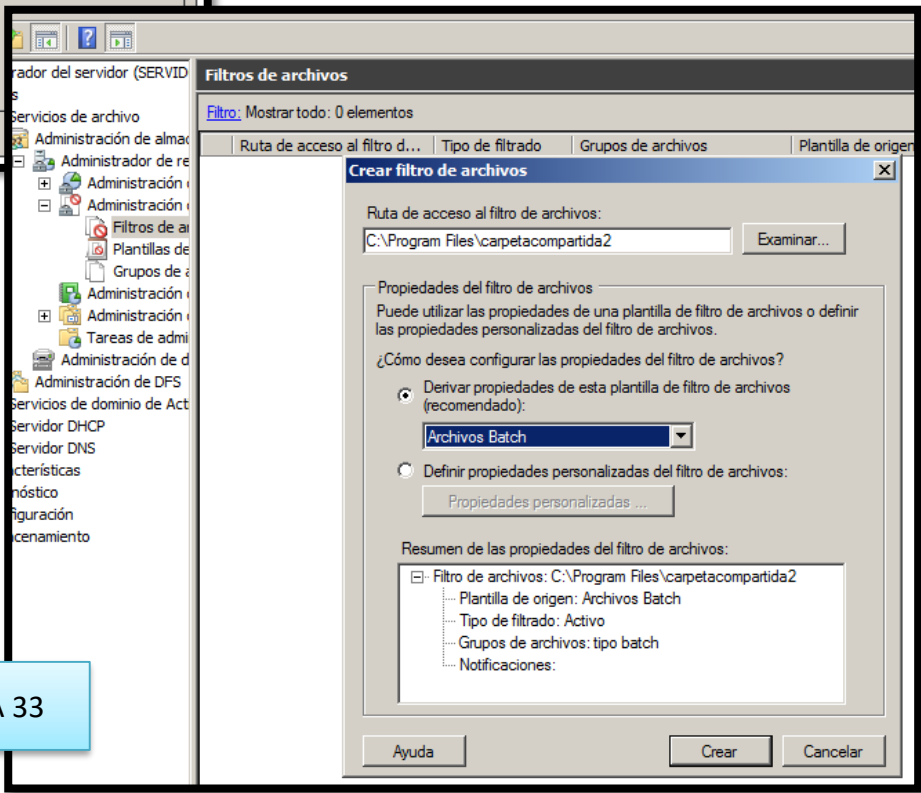 rador del servidor (SERVID
s
Servicios de archivo
Administración de almac
Administrador de re
Administración
Administración
Filtros de ar
Plantillas de
Grupos de a
Administración
Administración
Tareas de admi
Administración de d
Administración de DFS
Servicios de dominio de Act
Servidor DHCP
Servidor DNS
cterísticas
nóstico
figuración
cenamiento
A 33
Filtros de archivos
Filtro: Mostrar todo: 0 elementos
Ruta de acceso al filtro d... Tipo de filtrado Grupos de archivos Plantilla de origen
Crear filtro de archivos
Ruta de acceso al filtro de archivos:
C:\Program Files\carpetacompartida2 Examinar...
Propiedades del filtro de archivos
Puede utilizar las propiedades de una plantilla de filtro de archivos o definir
las propiedades personalizadas del filtro de archivos.
¿Cómo desea configurar las propiedades del filtro de archivos?
Derivar propiedades de esta plantilla de filtro de archivos
(recomendado):
Archivos Batch
Definir propiedades personalizadas del filtro de archivos:
Propiedades personalizadas ...
Resumen de las propiedades del filtro de archivos:
Filtro de archivos: C:\Program Files\carpetacompartida2
Plantilla de origen: Archivos Batch
Tipo de filtrado: Activo
Grupos de archivos: tipo batch
Notificaciones:
Ayuda Crear Cancelar